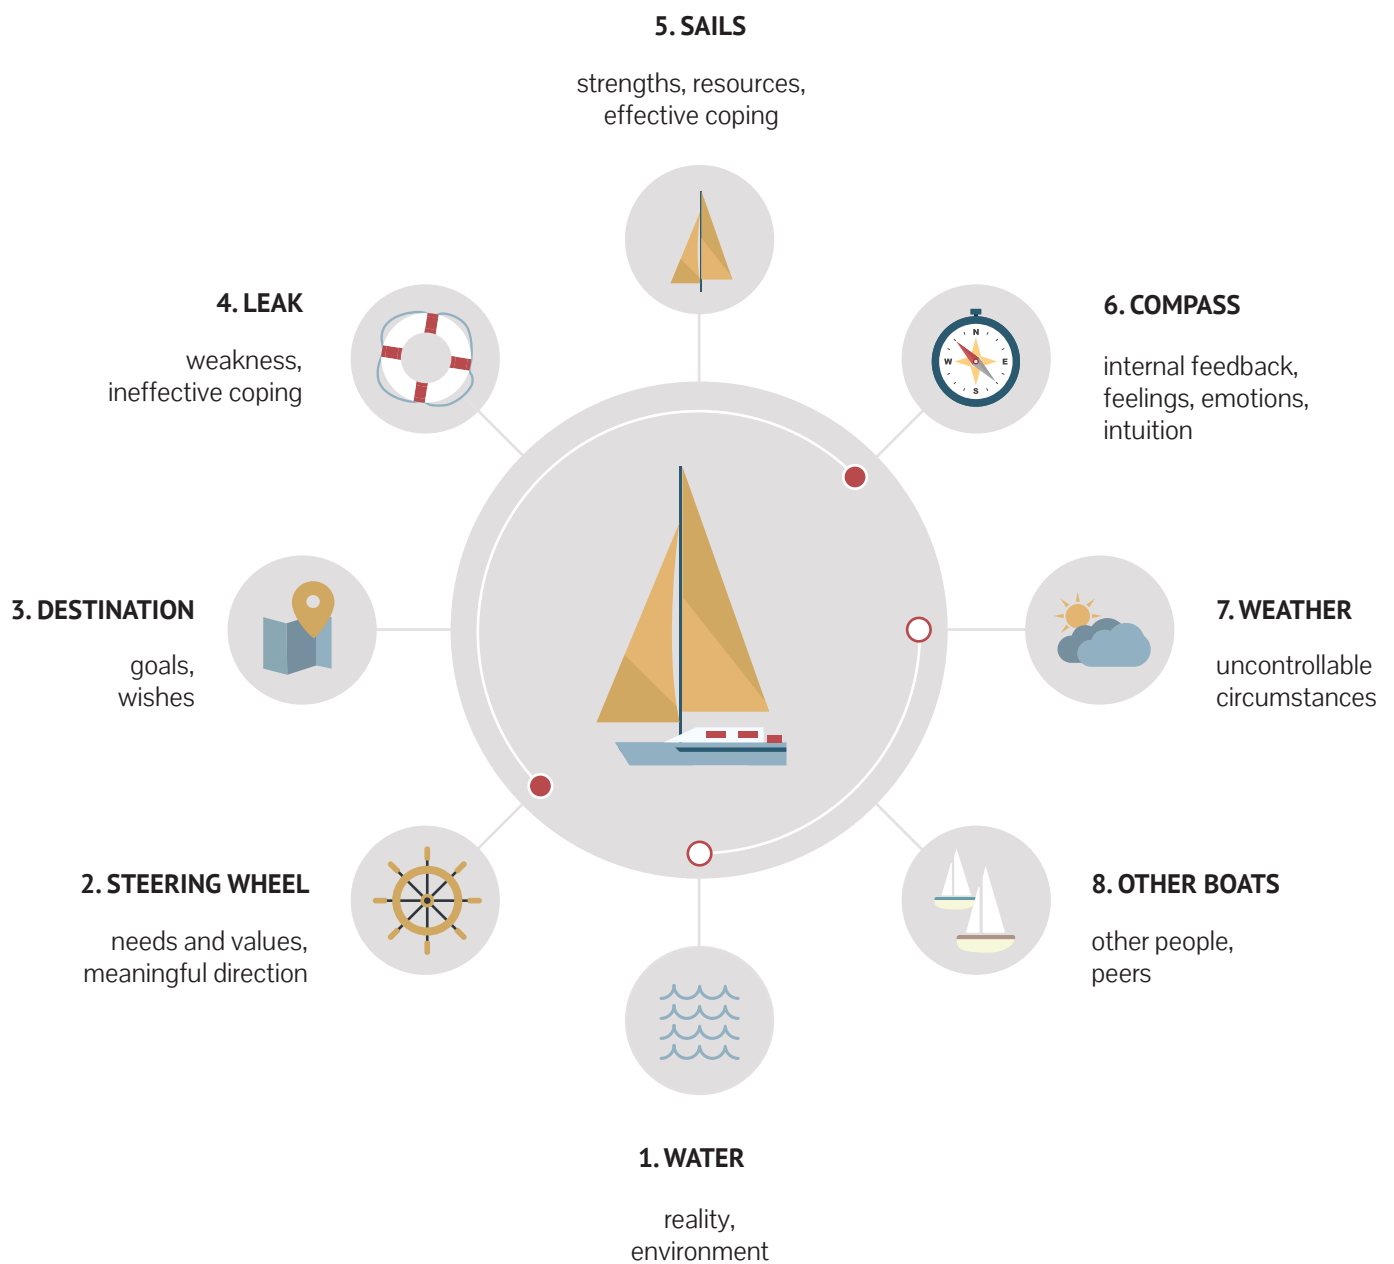 5. SAILS
strengths, resources,
effective coping
4. LEAK
weakness,
ineffective coping
6. COMPASS
internal feedback,
feelings, emotions,
intuition
N
W
E
S
3. DESTINATION
goals,
wishes
7. WEATHER
uncontrollable
circumstances
2. STEERING WHEEL
needs and values,
meaningful direction
8. OTHER BOATS
other people,
peers
1. WATER
reality,
environment